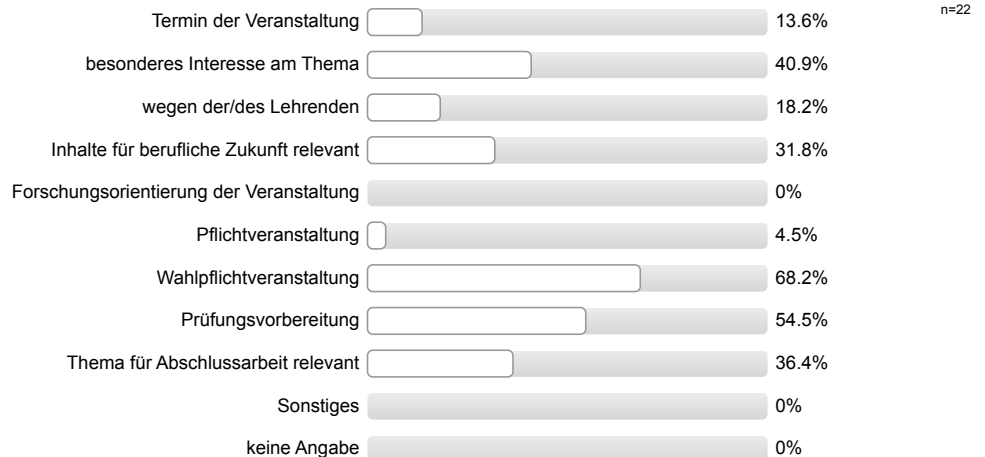 n=22
Termin der Veranstaltung 13.6%
besonderes Interesse am Thema 40.9%
wegen der/des Lehrenden 18.2%
Inhalte für berufliche Zukunft relevant 31.8%
Forschungsorientierung der Veranstaltung 0%
Pflichtveranstaltung 4.5%
Wahlpflichtveranstaltung 68.2%
Prüfungsvorbereitung 54.5%
Thema für Abschlussarbeit relevant 36.4%
Sonstiges 0%
keine Angabe 0%